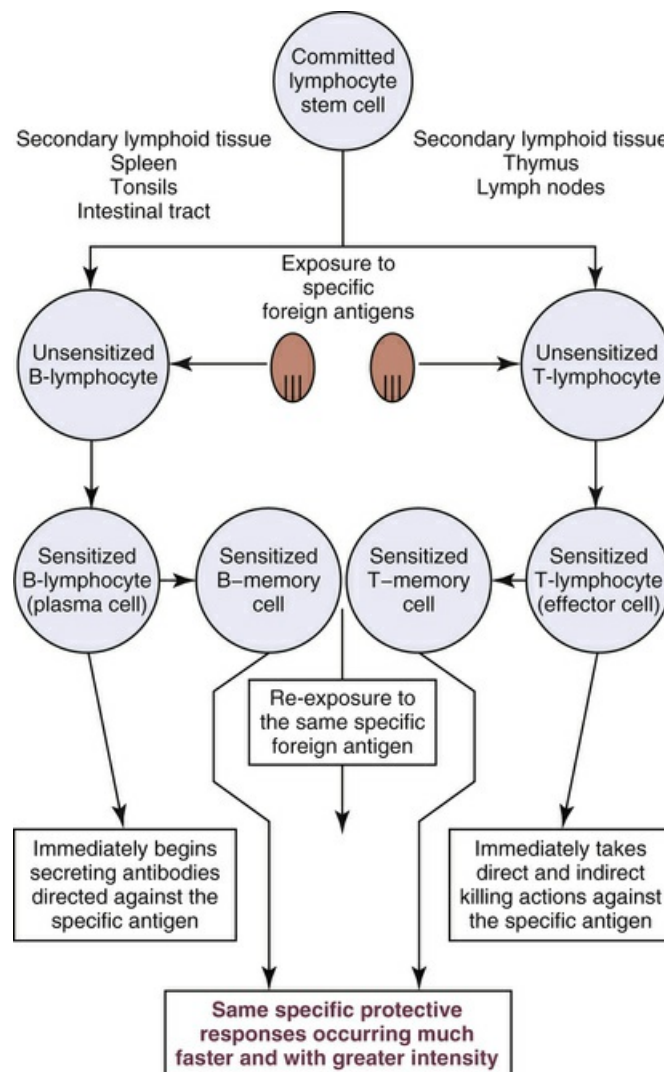 Committed
lymphocyte
stem cell
Secondary lymphoid tissue
Spleen
Tonsils
Intestinal tract
Secondary lymphoid tissue
Thymus
Lymph nodes
Exposure to
specific
foreign antigens
Unsensitized
B-lymphocyte
Unsensitized
T-lymphocyte
Sensitized
B-lymphocyte
(plasma cell)
Sensitized
B–memory
cell
Sensitized
T–memory
cell
Sensitized
T-lymphocyte
(effector cell)
Re-exposure to
the same specific
foreign antigen
Immediately begins
secreting antibodies
directed against the
specific antigen
Immediately takes
direct and indirect
killing actions against
the specific antigen
Same specific protective
responses occurring much
faster and with greater intensity